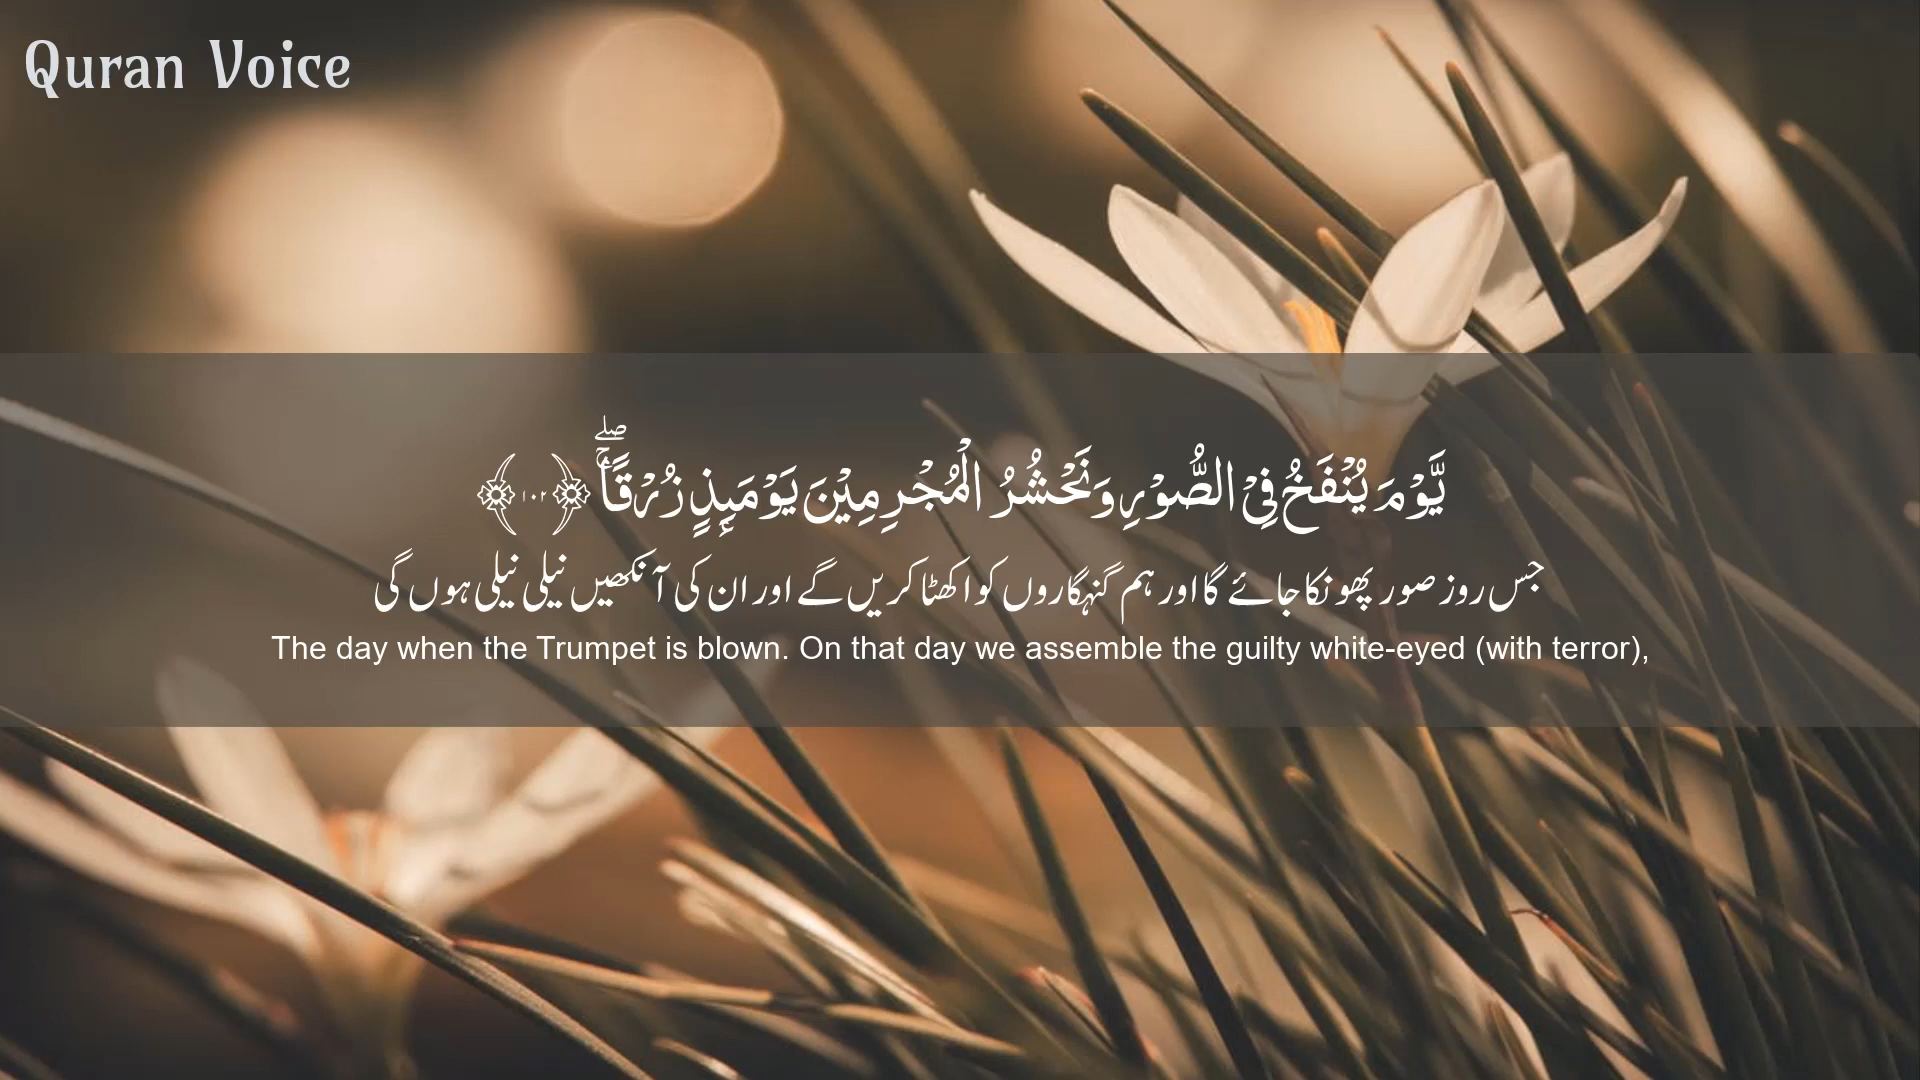 Quran Voice
يَّوْمَ يُنْفَخُ فِى الصُّوْرِ وَنَحْشُرُ الْمُجْرِمِيْنَ يَوْمَىِٕذٍ زُرْقًا ۚۖ ﴿۱۰۲﴾
جس روز صور پھونکا جائے گا اور ہم گنہگاروں کو اکھٹا کریں گے اور ان کی آنکھیں نیلی نیلی ہوں گی
The day when the Trumpet is blown. On that day we assemble the guilty white-eyed (with terror),